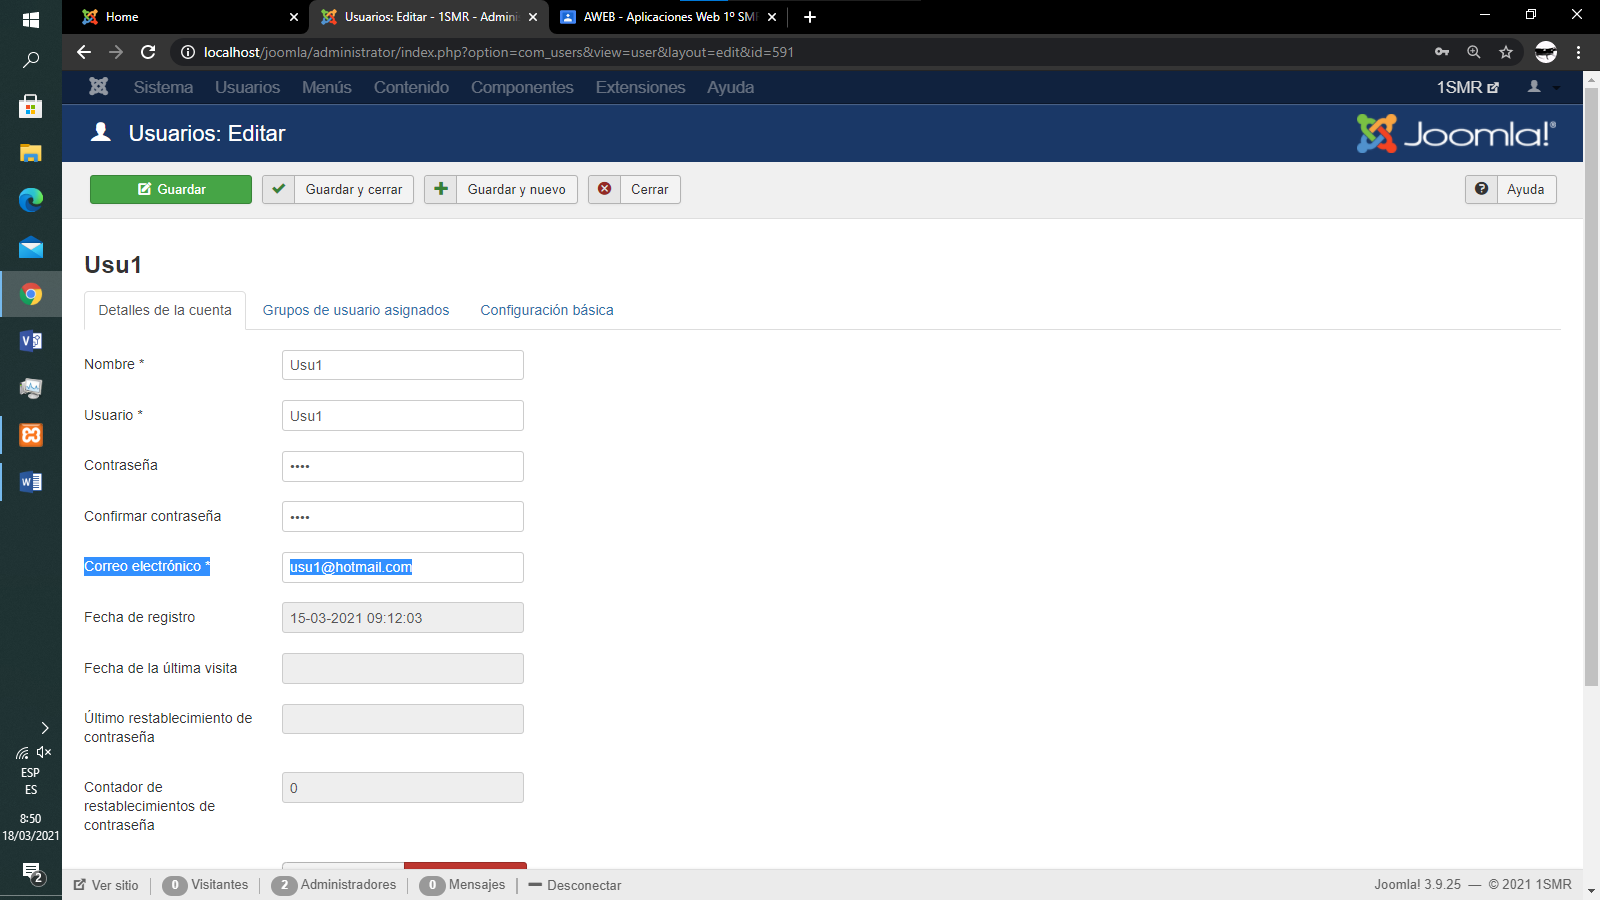 Home
Usuarios: Editar - 1SMR - Admini
AWEB - Aplicaciones Web 1º SM
localhost/joomla/administrator/index.php?option=com_users&view=user&layout=edit&id=591
Sistema Usuarios Menús Contenido Componentes Extensiones Ayuda 1SMR
Usuarios: Editar
Joomla!®
Guardar Guardar y cerrar Guardar y nuevo Cerrar Ayuda
Usu1
Detalles de la cuenta Grupos de usuario asignados Configuración básica
Nombre * Usu1
Usuario * Usu1
Contraseña ••••
Confirmar contraseña ••••
Correo electrónico * usu1@hotmail.com
Fecha de registro 15-03-2021 09:12:03
Fecha de la última visita
Último restablecimiento de
contraseña
Contador de
restablecimientos de
contraseña
0
ESP
ES
8:50
18/03/2021
2
Ver sitio 0 Visitantes 2 Administradores 0 Mensajes Desconectar
Joomla! 3.9.25 — © 2021 1SMR